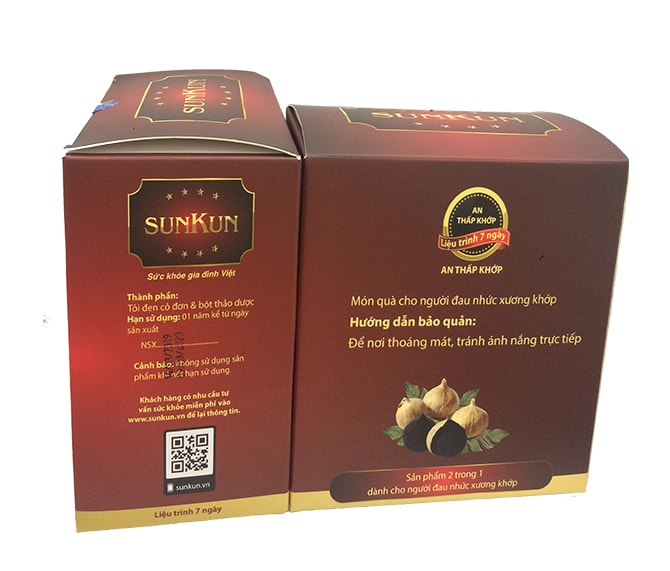 SUNKUN
SUNKUN
Sức khỏe gia đình Việt
Thành phần:
Tỏi đen cô đơn & bột thảo dược
Hạn sử dụng: 01 năm kể từ ngày
sản xuất
NSX
Cảnh báo: không sử dụng sản
phẩm khi hết hạn sử dụng
Khách hàng có nhu cầu tư
vấn sức khỏe miễn phí vào
www.sunkun.vn để lại thông tin.
sunkun.vn
Liệu trình 7 ngày
SUNKUN
AN
THẤP KHỚP
Liệu trình 7 ngày
AN THẤP KHỚP
Món quà cho người đau nhức xương khớp
Hướng dẫn bảo quản:
Để nơi thoáng mát, tránh ánh nắng trực tiếp
Sản phẩm 2 trong 1
dành cho người đau nhức xương khớp